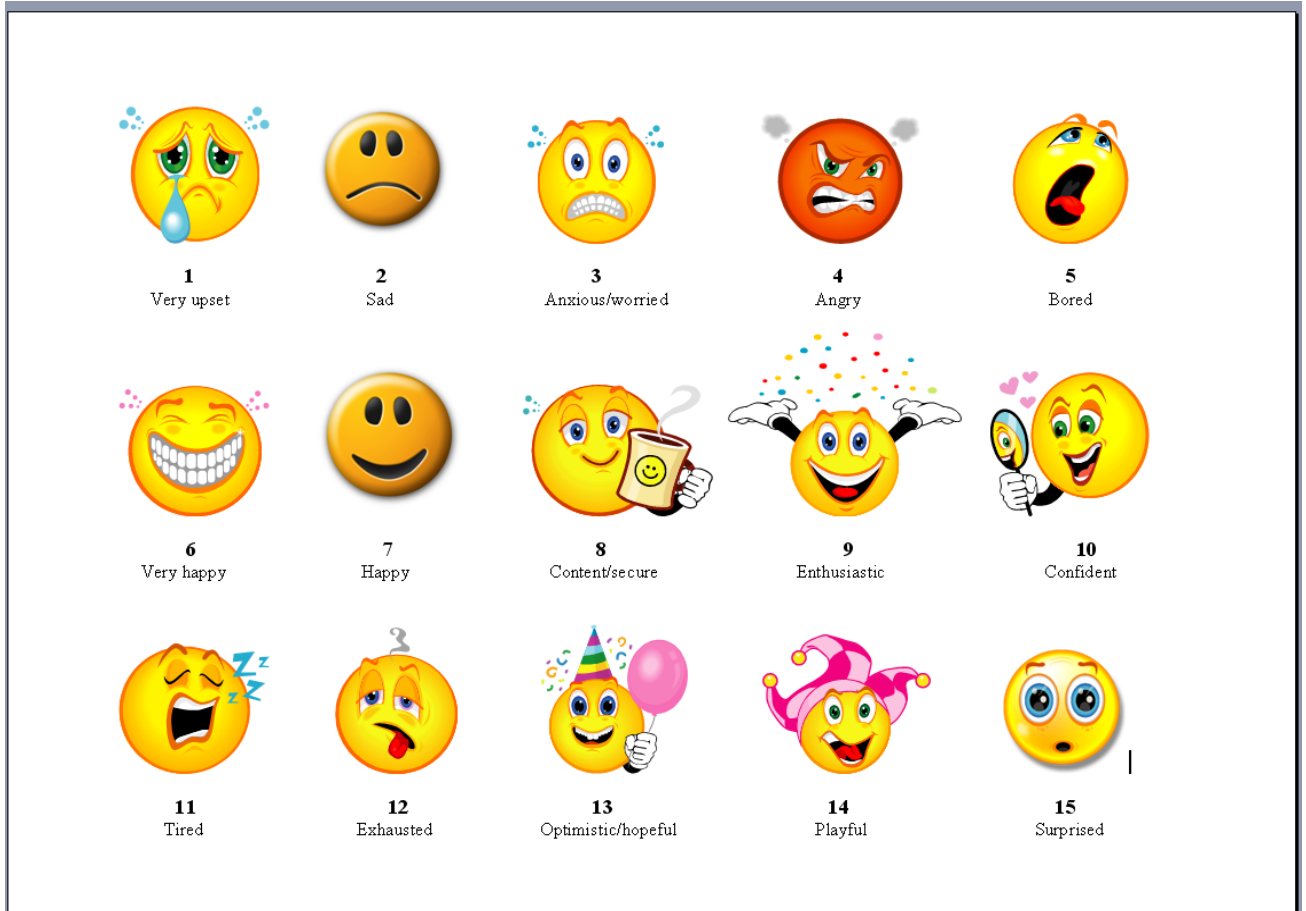 1 2 3 4 5
Very upset Sad Anxious/worried Angry Bored
6 7 8 9 10
Very happy Happy Content/secure Enthusiastic Confident
Z z z Z
11 12 13 14 15
Tired Exhausted Optimistic/hopeful Playful Surprised